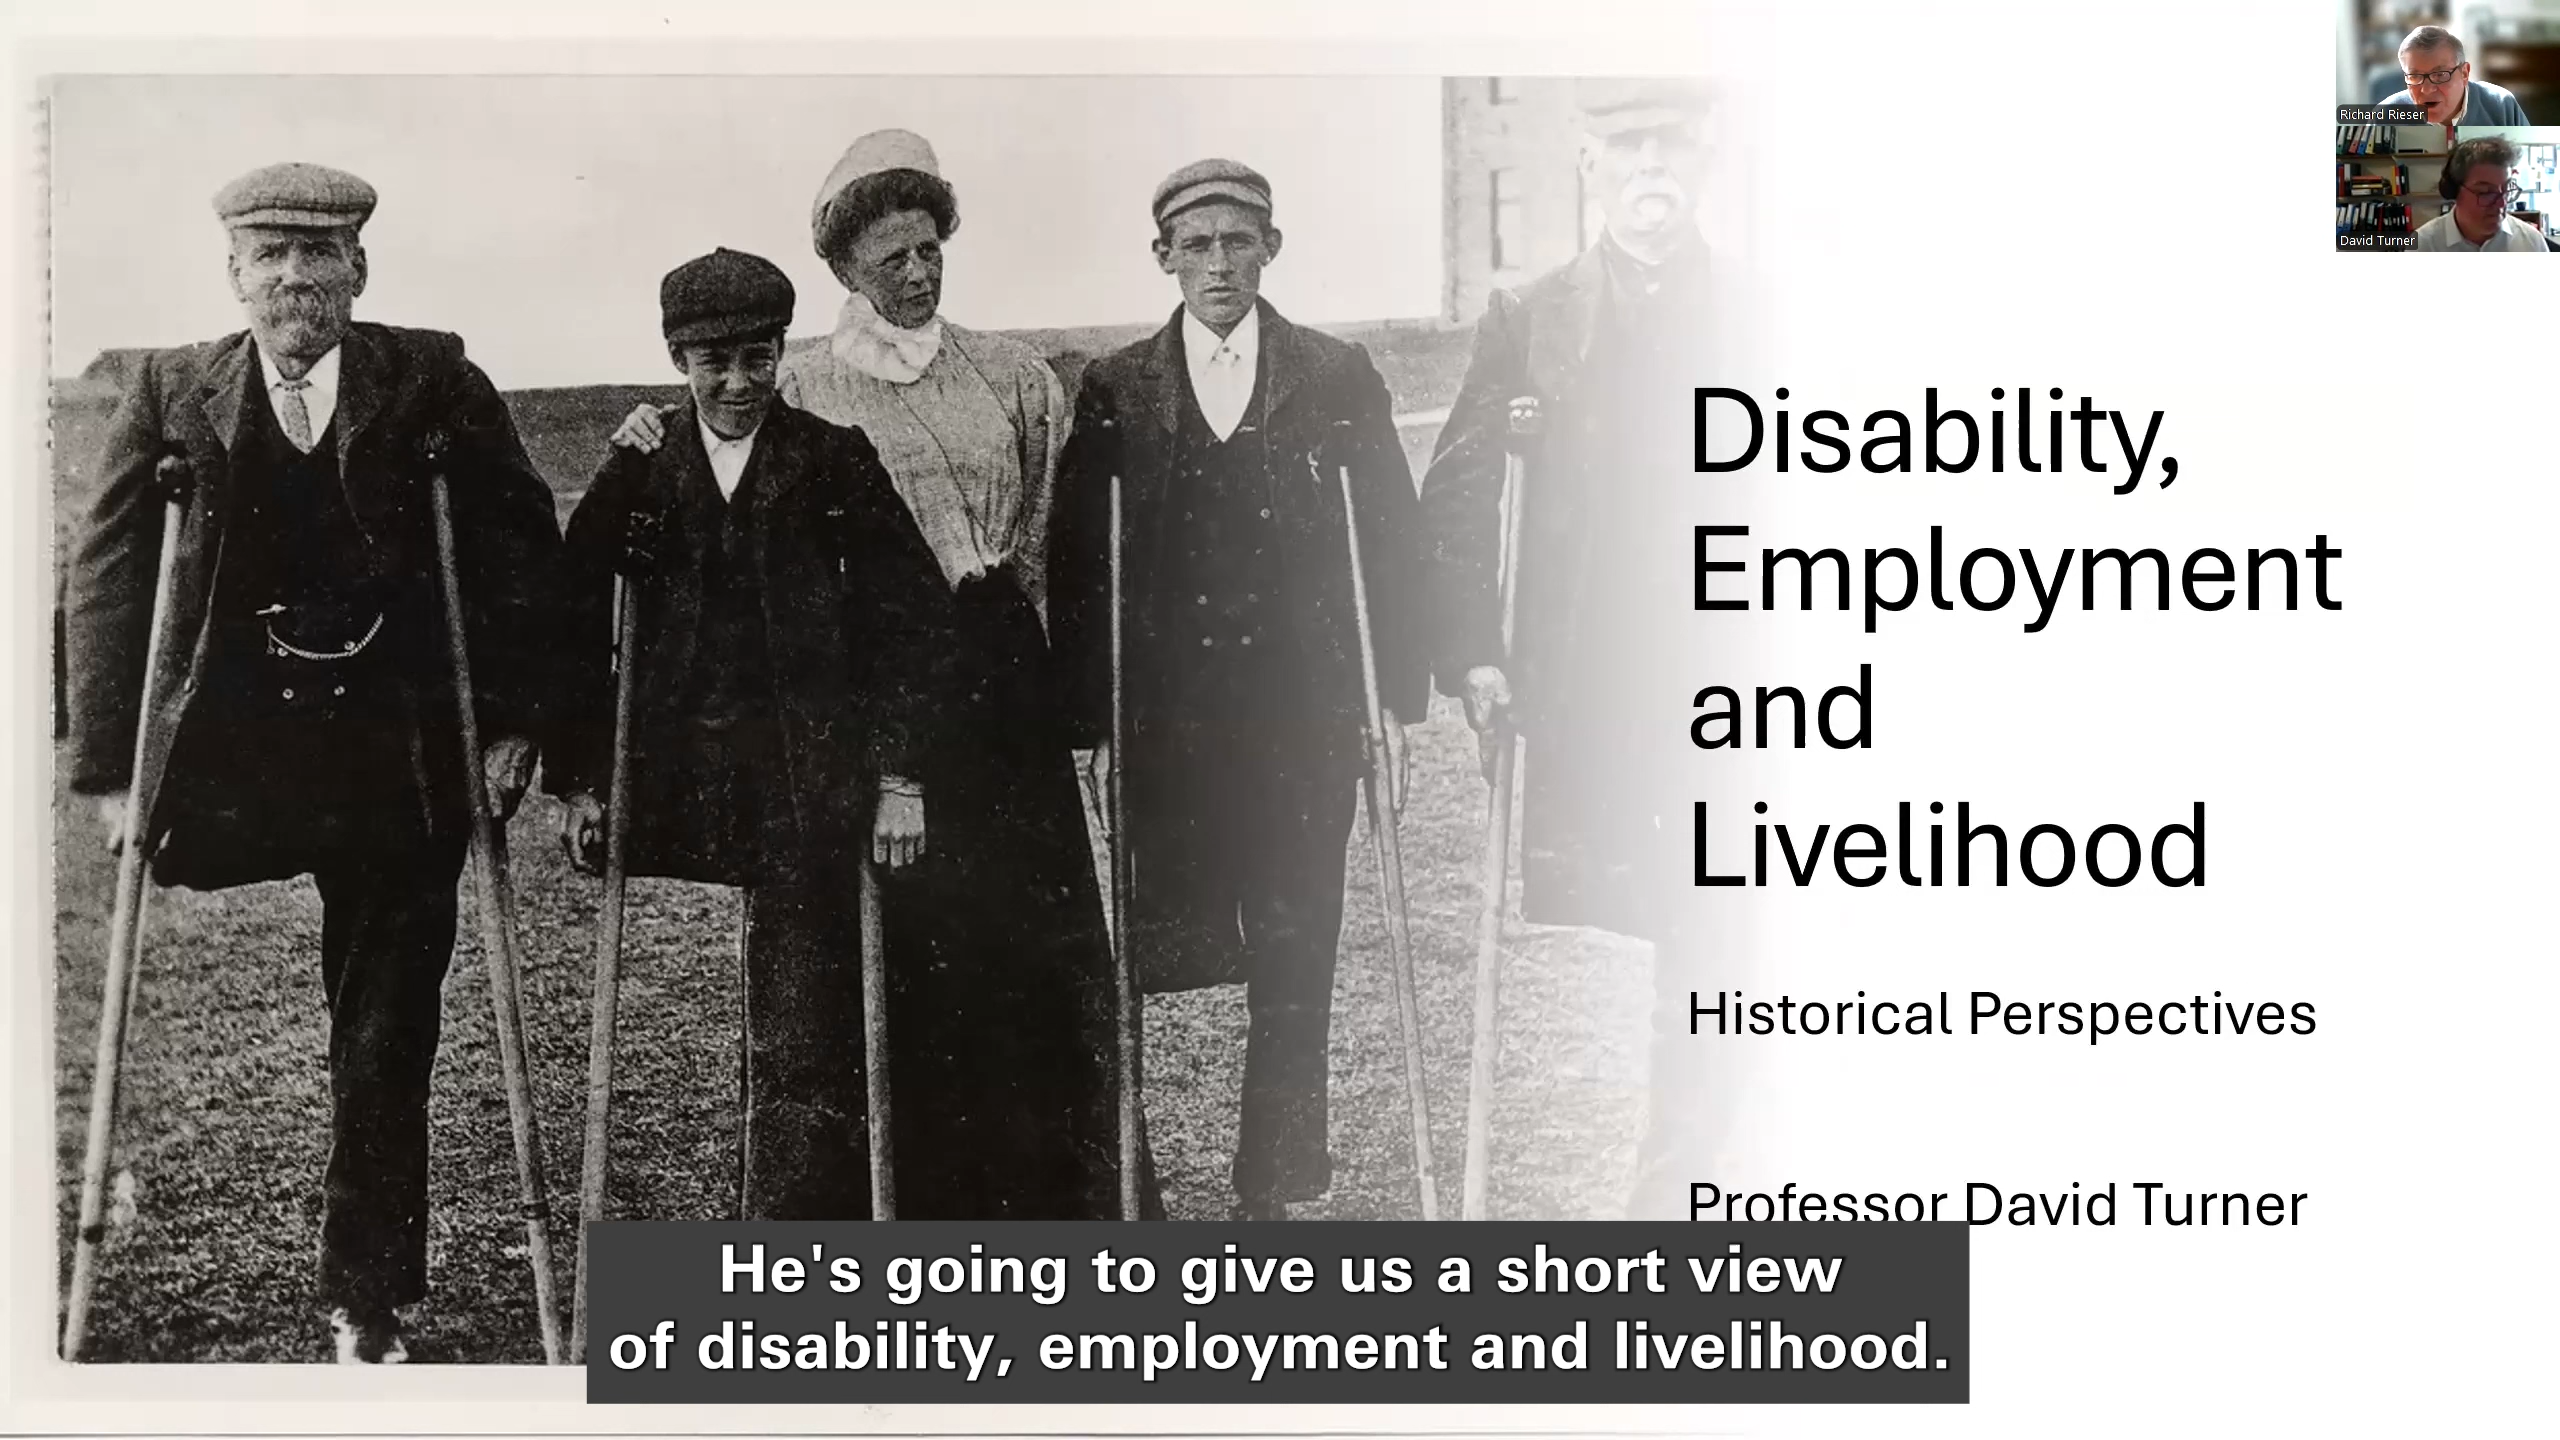 Richard Rieser
David Turner
Disability,
Employment
and
Livelihood
Historical Perspectives
Professor David Turner
He's going to give us a short view
of disability, employment and livelihood.